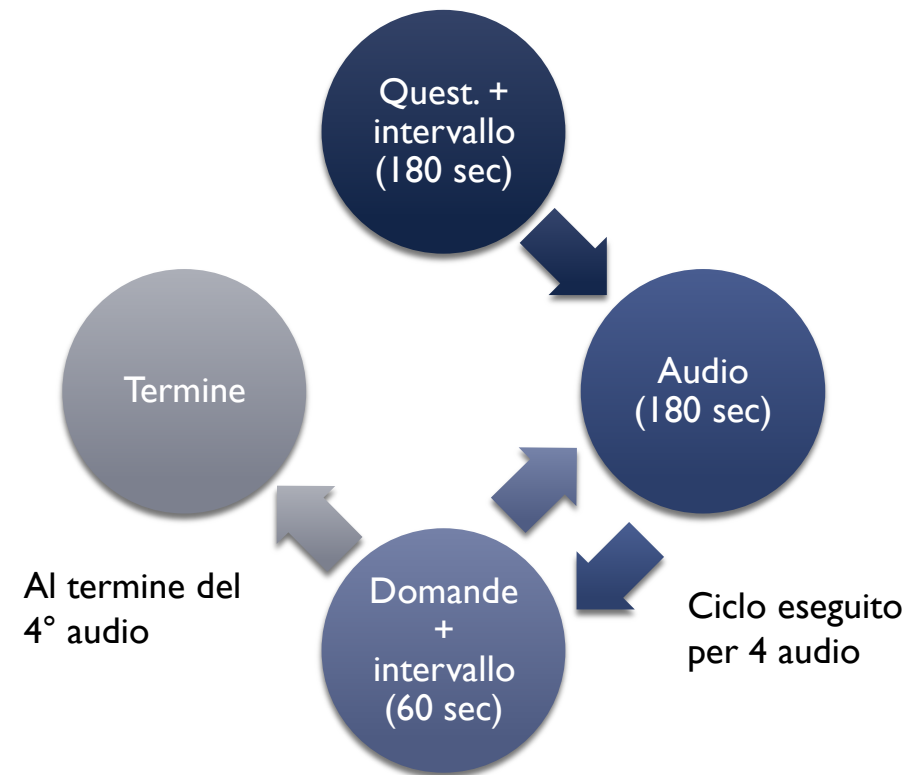 Quest. +
intervallo
(180 sec)
Termine
Audio
(180 sec)
Al termine del
4° audio
Domande
+
intervallo
(60 sec)
Ciclo eseguito
per 4 audio